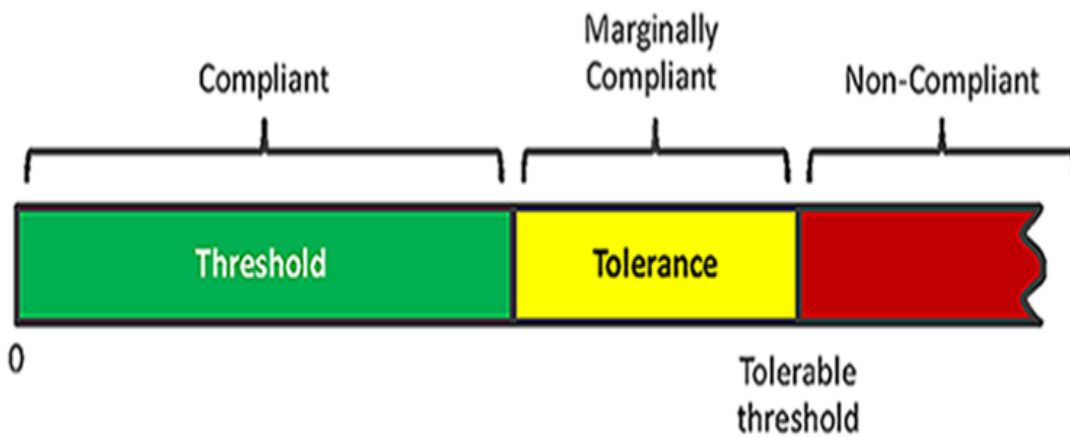 Compliant
Marginally
Compliant
Non-Compliant
Threshold
Tolerance
0
Tolerable
threshold